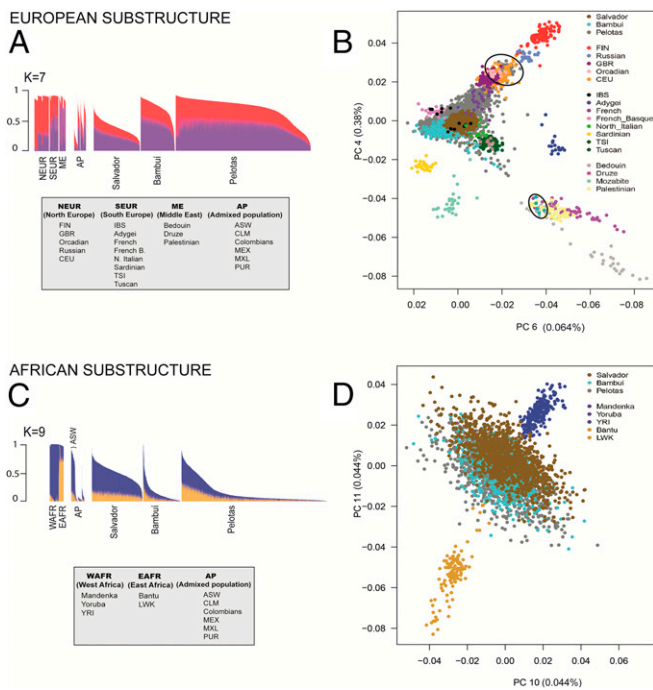 EUROPEAN SUBSTRUCTURE
A
K=7
1
0.5
0
NEUR
SEUR
ME
AP
Salvador
Bambui
Pelotas
NEUR SEUR ME AP
(North Europe) (South Europe) (Middle East) (Admixed population)
FIN IBS Bedouin ASW
GBR Adygei Druze CLM
Orcadian French Palestinian Colombians
Russian French B. MEX
CEU N. Italian MXL
Sardinian PUR
TSI
Tuscan
B
PC 4 (0.38%)
0.04
0.02
0.00
−0.02
−0.04
−0.06
−0.08
0.02 0.00 −0.02 −0.04 −0.06 −0.08
PC 6 (0.064%)
Salvador
Bambui
Pelotas
FIN
Russian
GBR
Orcadian
CEU
IBS
Adygei
French
French_Basque
North_Italian
Sardinian
TSI
Tuscan
Bedouin
Druze
Mozabite
Palestinian
AFRICAN SUBSTRUCTURE
C
K=9
1
0.5
0
) ASW
WAFR
EAFR
AP
Salvador
Bambui
Pelotas
WAFR EAFR AP
(West Africa) (East Africa) (Admixed population)
Mandenka Bantu ASW
Yoruba LWK CLM
YRI Colombians
MEX
MXL
PUR
D
PC 11 (0.044%)
0.04
0.02
0.00
−0.02
−0.04
−0.06
−0.08
−0.04 −0.02 0.00 0.02 0.04 0.06
PC 10 (0.044%)
Salvador
Bambuí
Pelotas
Mandenka
Yoruba
YRI
Bantu
LWK